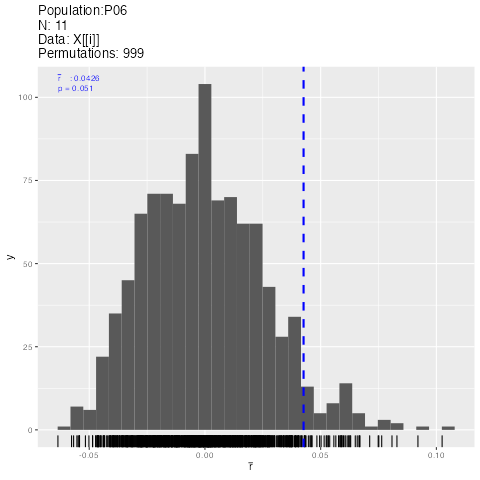 Population:P06
N: 11
Data: X[[i]]
Permutations: 999
r̄ : 0.0426
p = 0.051
100
75
50
25
0
y
-0.05 0.00 0.05 0.10
r̄